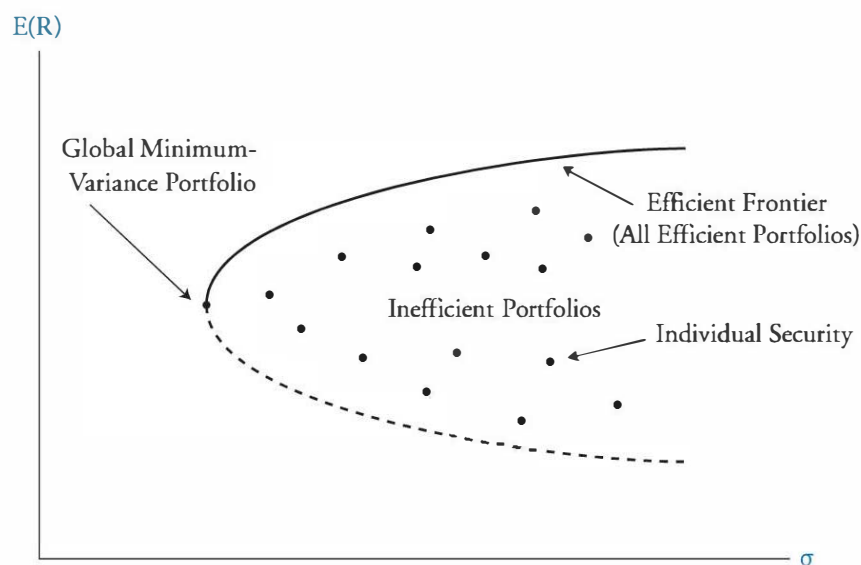 E(R)
Global Minimum-
Variance Portfolio
Efficient Frontier
(All Efficient Portfolios)
Inefficient Portfolios
Individual Security
σ